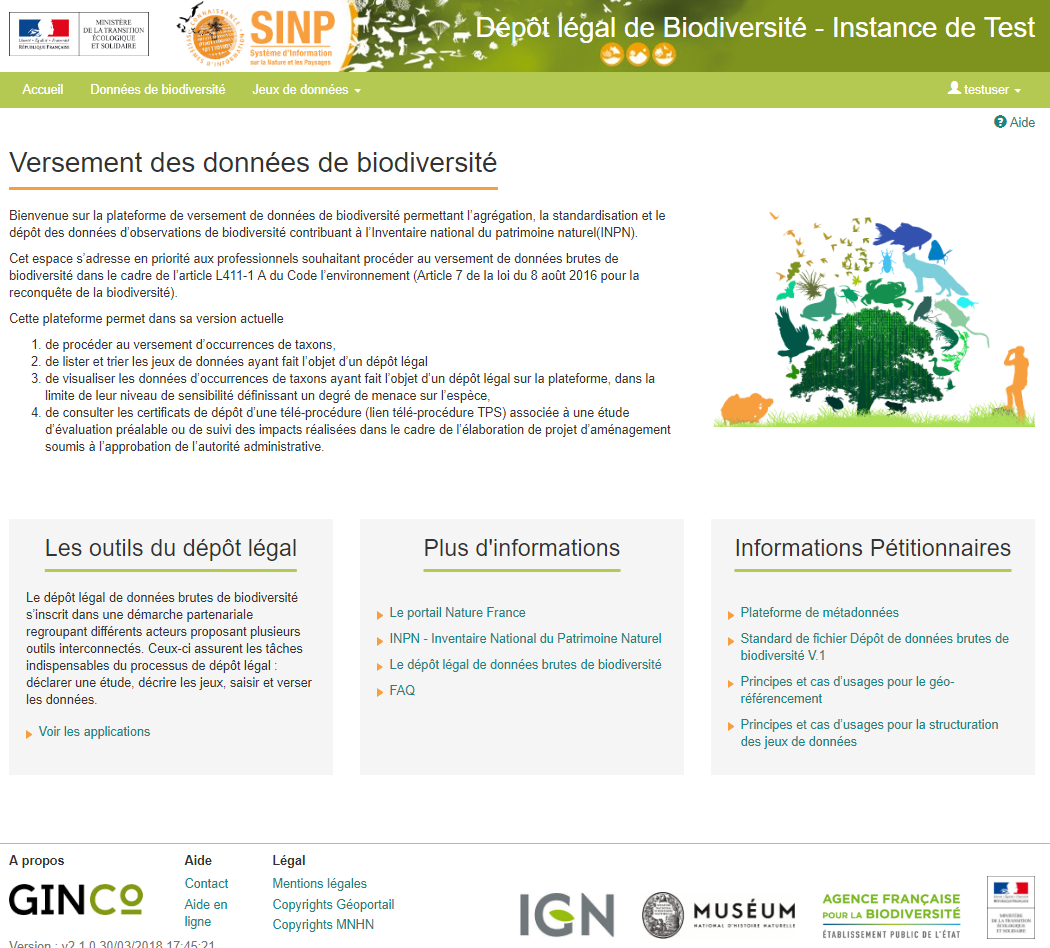 MINISTÈRE
DE LA TRANSITION
ÉCOLOGIQUE
ET SOLIDAIRE
Liberté • Égalité • Fraternité
RÉPUBLIQUE FRANÇAISE
SINP
Système d'Information
sur la Nature et les Paysages
Dépôt légal de Biodiversité - Instance de Test
Accueil
Données de biodiversité
Jeux de données
testuser
Aide
Versement des données de biodiversité
Bienvenue sur la plateforme de versement de données de biodiversité permettant l’agrégation, la standardisation et le
dépôt des données d’observations de biodiversité contribuant à l’Inventaire national du patrimoine naturel(INPN).
Cet espace s’adresse en priorité aux professionnels souhaitant procéder au versement de données brutes de
biodiversité dans le cadre de l’article L411-1 A du Code l’environnement (Article 7 de la loi du 8 août 2016 pour la
reconquête de la biodiversité).
Cette plateforme permet dans sa version actuelle
1. de procéder au versement d’occurrences de taxons,
2. de lister et trier les jeux de données ayant fait l’objet d’un dépôt légal
3. de visualiser les données d’occurrences de taxons ayant fait l’objet d’un dépôt légal sur la plateforme, dans la
limite de leur niveau de sensibilité définissant un degré de menace sur l’espèce,
4. de consulter les certificats de dépôt d’une télé-procédure (lien télé-procédure TPS) associée à une étude
d’évaluation préalable ou de suivi des impacts réalisées dans le cadre de l’élaboration de projet d’aménagement
soumis à l’approbation de l’autorité administrative.
Les outils du dépôt légal
Le dépôt légal de données brutes de biodiversité
s’inscrit dans une démarche partenariale
regroupant différents acteurs proposant plusieurs
outils interconnectés. Ceux-ci assurent les tâches
indispensables du processus de dépôt légal :
déclarer une étude, décrire les jeux, saisir et verser
les données.
Voir les applications
Plus d'informations
Le portail Nature France
INPN - Inventaire National du Patrimoine Naturel
Le dépôt légal de données brutes de biodiversité
FAQ
Informations Pétitionnaires
Plateforme de métadonnées
Standard de fichier Dépôt de données brutes de
biodiversité V.1
Principes et cas d’usages pour le géo-
référencement
Principes et cas d’usages pour la structuration
des jeux de données
A propos
GINCO
Version : v2.1.0 30/03/2018 17:45:21
Aide
Contact
Aide en
ligne
Légal
Mentions légales
Copyrights Géoportail
Copyrights MNHN
IGN
MUSÉUM
NATIONAL D'HISTOIRE NATURELLE
AGENCE FRANÇAISE
POUR LA BIODIVERSITÉ
ÉTABLISSEMENT PUBLIC DE L'ÉTAT
RÉPUBLIQUE FRANÇAISE
MINISTÈRE
DE LA TRANSITION
ÉCOLOGIQUE
ET SOLIDAIRE